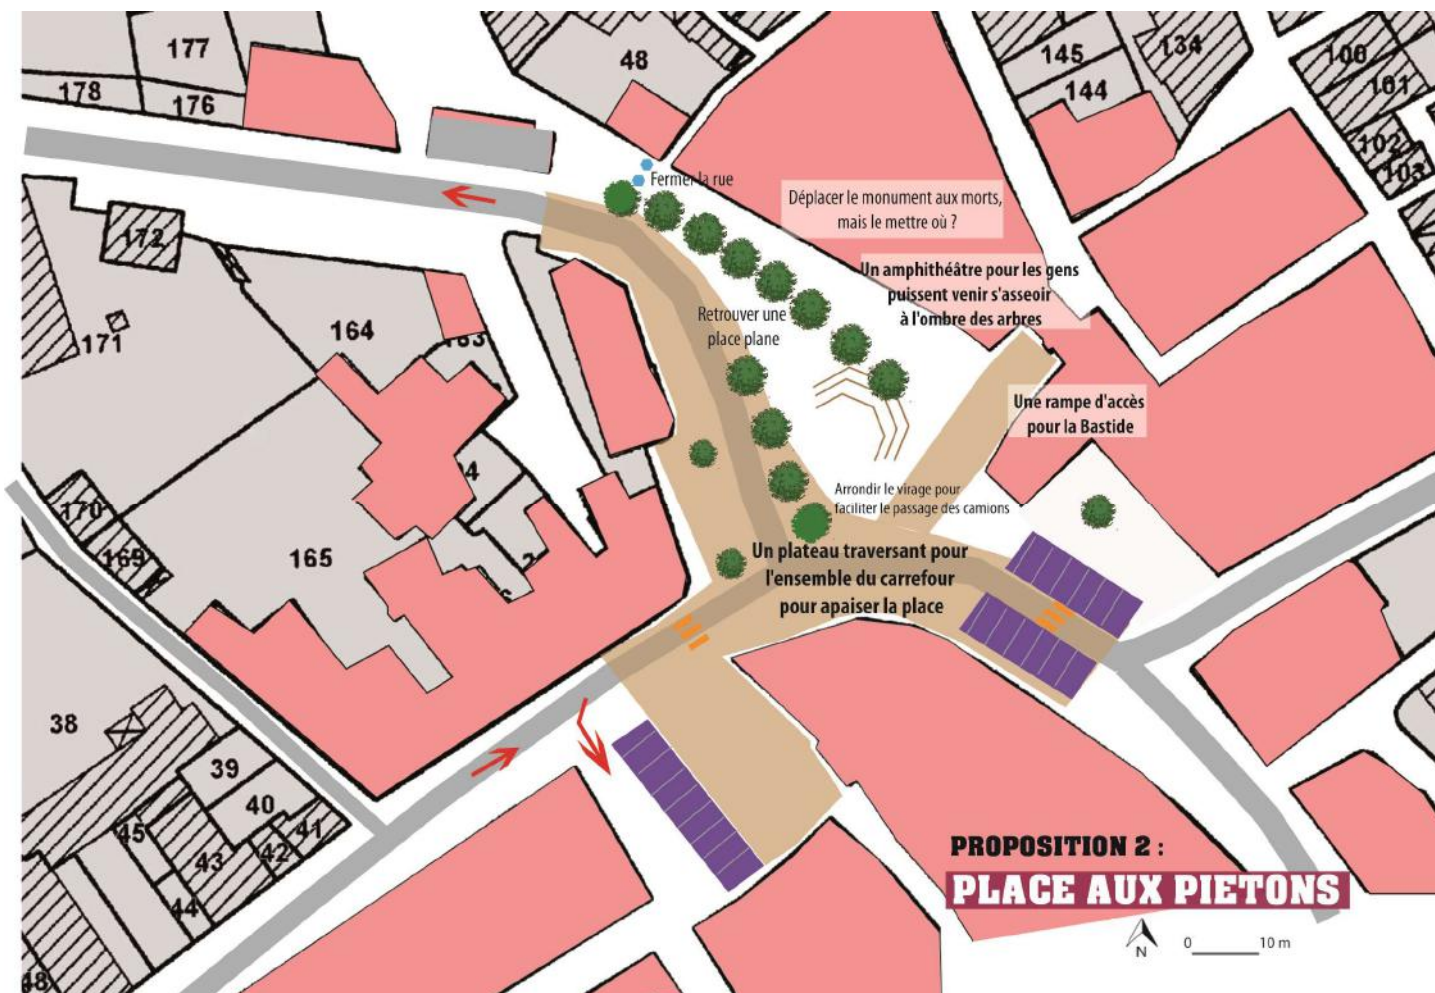 177
178
176
48
145
134
144
100
101
102
103
Fermer la rue
Déplacer le monument aux morts,
mais le mettre où ?
172
Un amphithéâtre pour les gens
puissent venir s'asseoir
à l'ombre des arbres
Retrouver une
place plane
171
164
Une rampe d'accès
pour la Bastide
170
169
165
Arrondir le virage pour
faciliter le passage des camions
Un plateau traversant pour
l'ensemble du carrefour
pour apaiser la place
38
39
40
41
45
42
43
44
PROPOSITION 2 :
PLACE AUX PIETONS
N
0 10 m